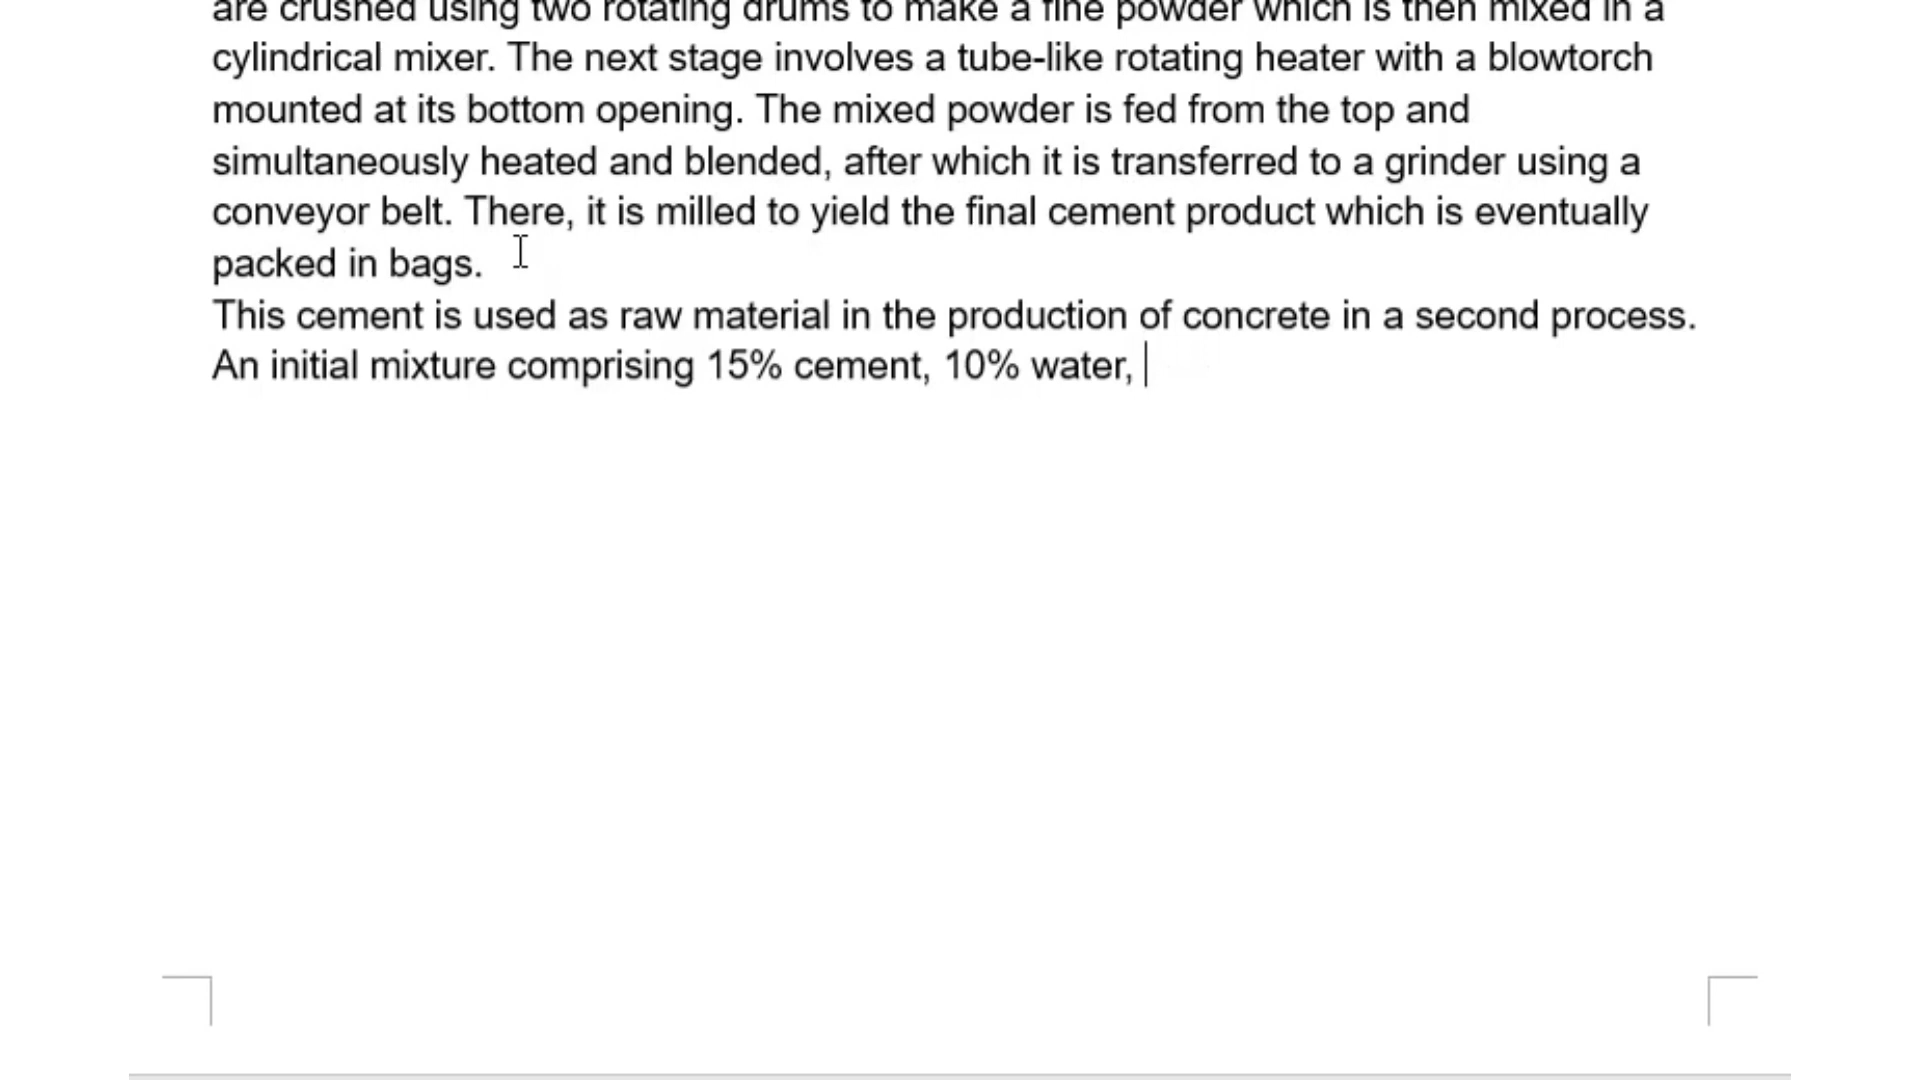 are crushed using two rotating drums to make a fine powder which is then mixed in a
cylindrical mixer. The next stage involves a tube-like rotating heater with a blowtorch
mounted at its bottom opening. The mixed powder is fed from the top and
simultaneously heated and blended, after which it is transferred to a grinder using a
conveyor belt. There, it is milled to yield the final cement product which is eventually
packed in bags.
This cement is used as raw material in the production of concrete in a second process.
An initial mixture comprising 15% cement, 10% water,